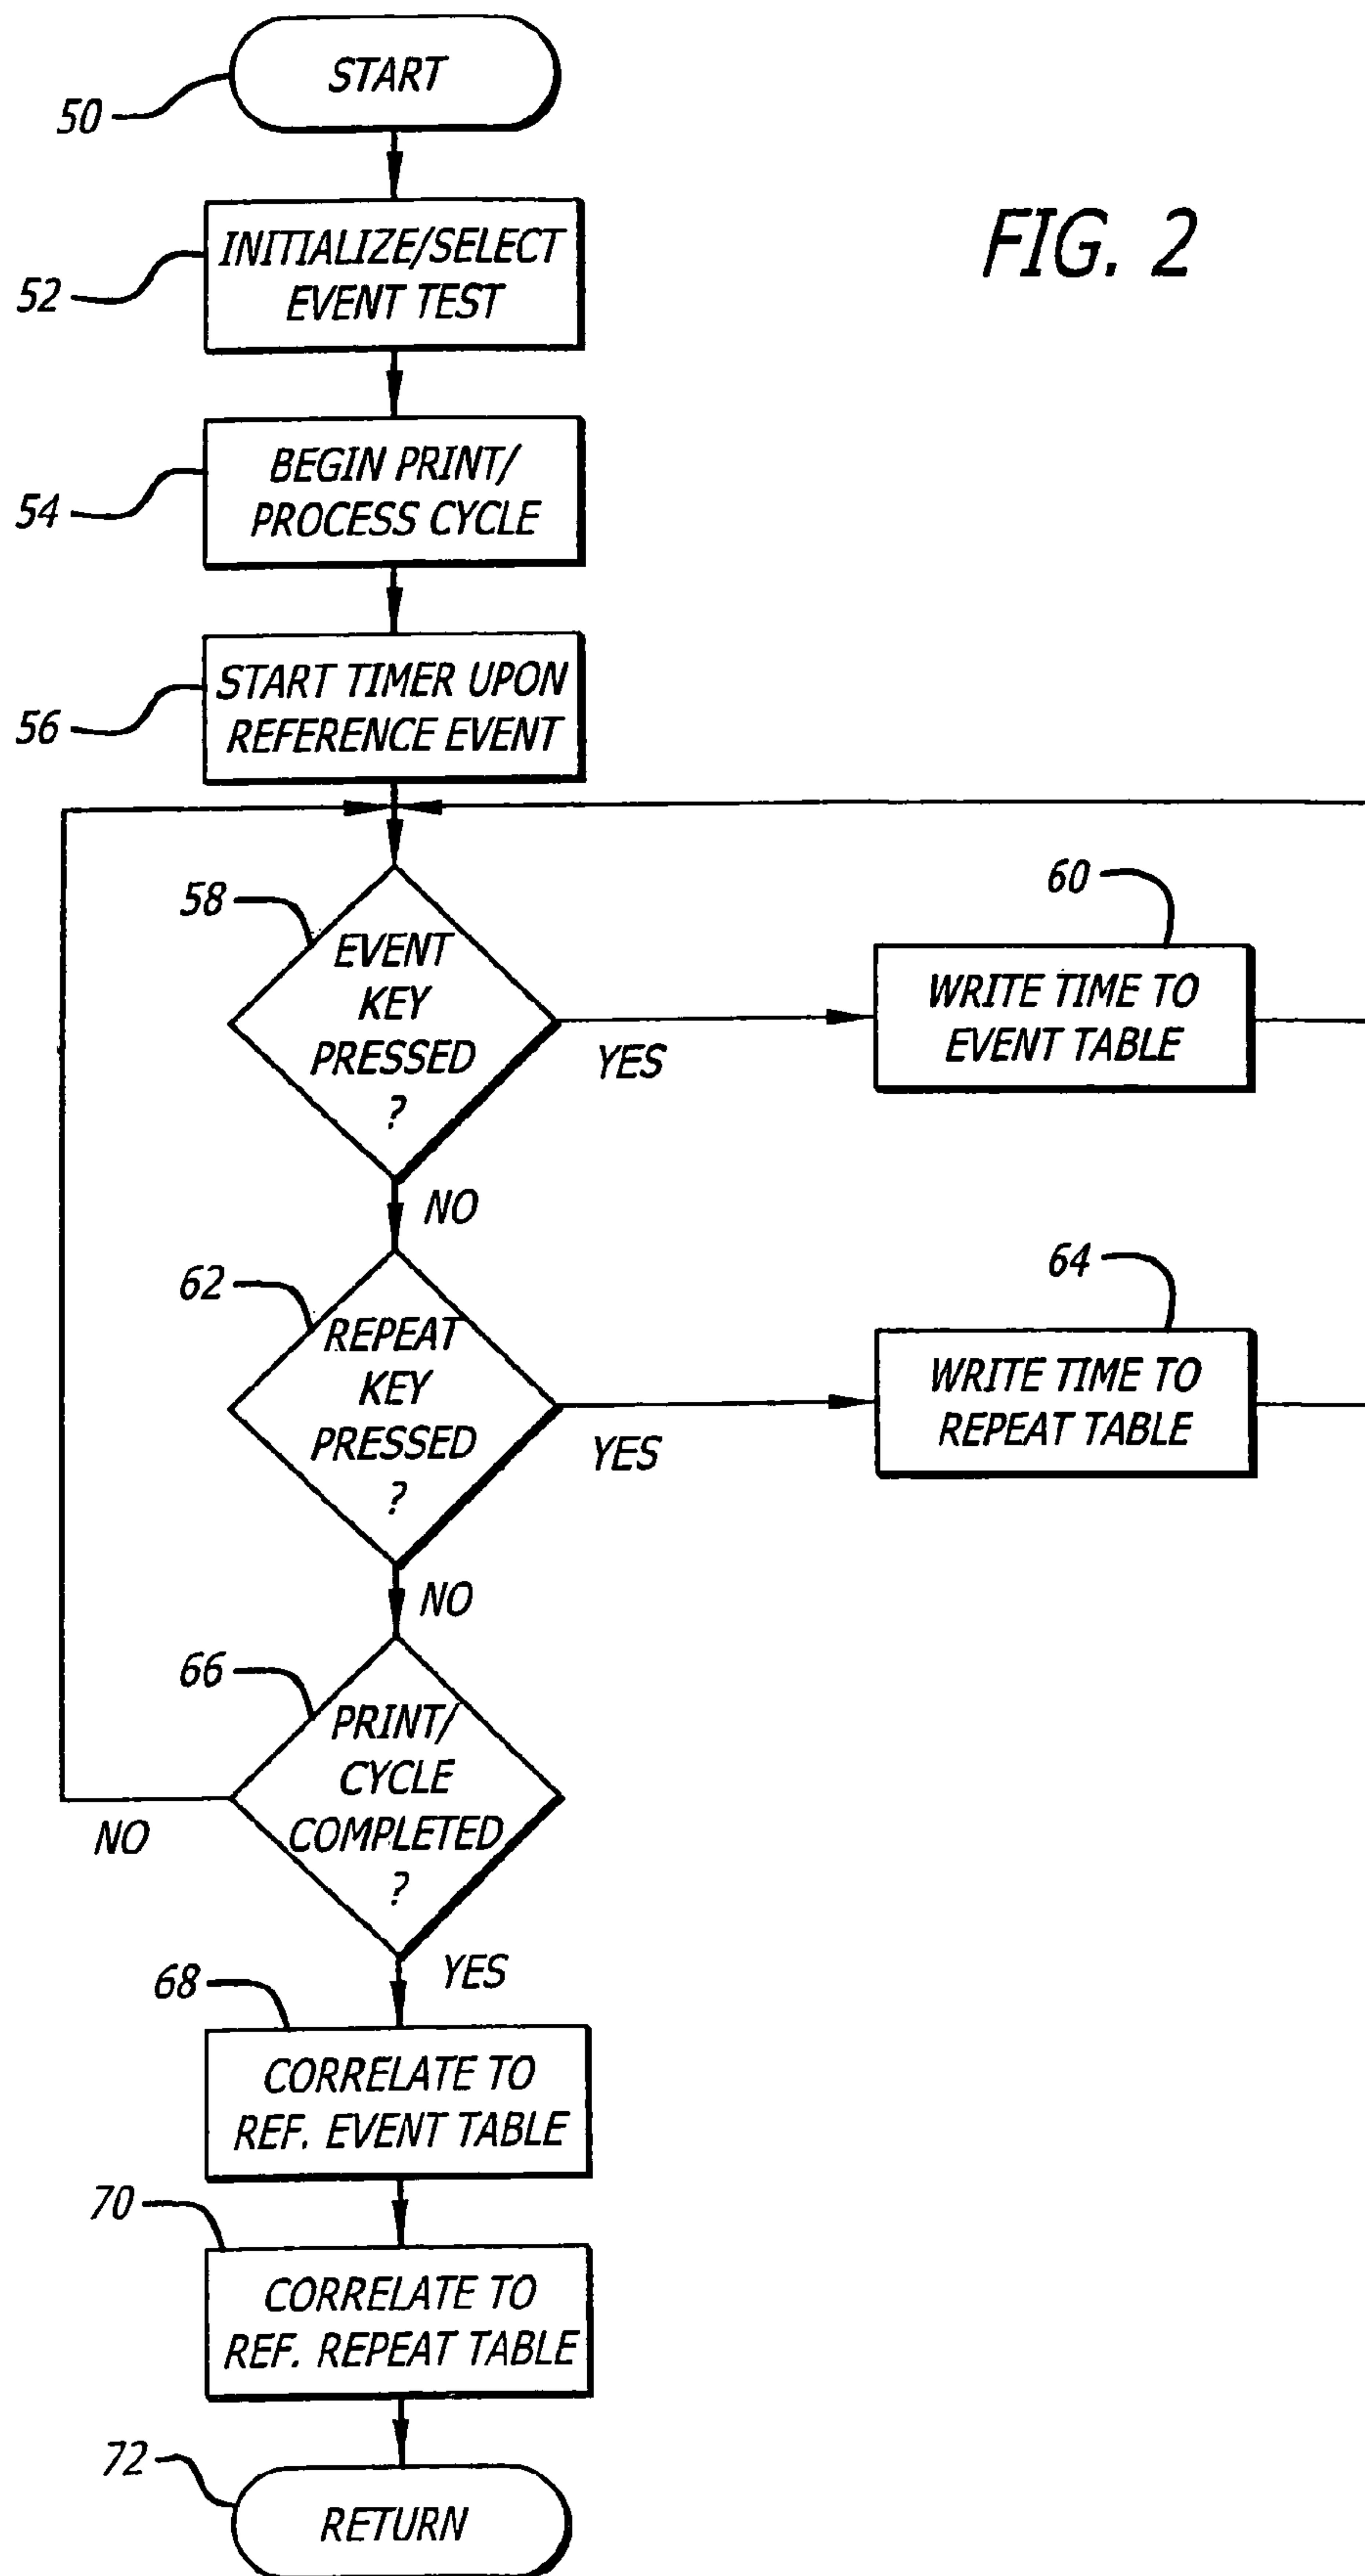 FIG. 2
50
START
52
INITIALIZE/SELECT
EVENT TEST
54
BEGIN PRINT/
PROCESS CYCLE
56
START TIMER UPON
REFERENCE EVENT
58
EVENT
KEY
PRESSED
?
YES
60
WRITE TIME TO
EVENT TABLE
NO
62
REPEAT
KEY
PRESSED
?
YES
64
WRITE TIME TO
REPEAT TABLE
NO
66
PRINT/
CYCLE
COMPLETED
?
NO
YES
68
CORRELATE TO
REF. EVENT TABLE
70
CORRELATE TO
REF. REPEAT TABLE
72
RETURN